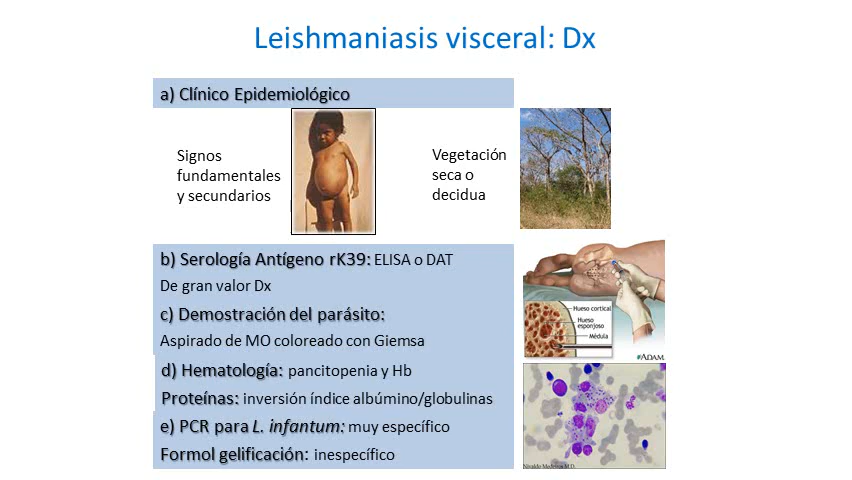 Leishmaniasis visceral: Dx
a) Clínico Epidemiológico
Signos
fundamentales
y secundarios
Vegetación
seca o
decidua
b) Serología Antígeno rK39: ELISA o DAT
De gran valor Dx
c) Demostración del parásito:
Aspirado de MO coloreado con Giemsa
d) Hematología: pancitopenia y Hb
Proteínas: inversión índice albúmino/globulinas
e) PCR para L. infantum: muy específico
Formol gelificación: inespecífico
Hueso cortical
Hueso
esponjoso
Médula
ADAM.